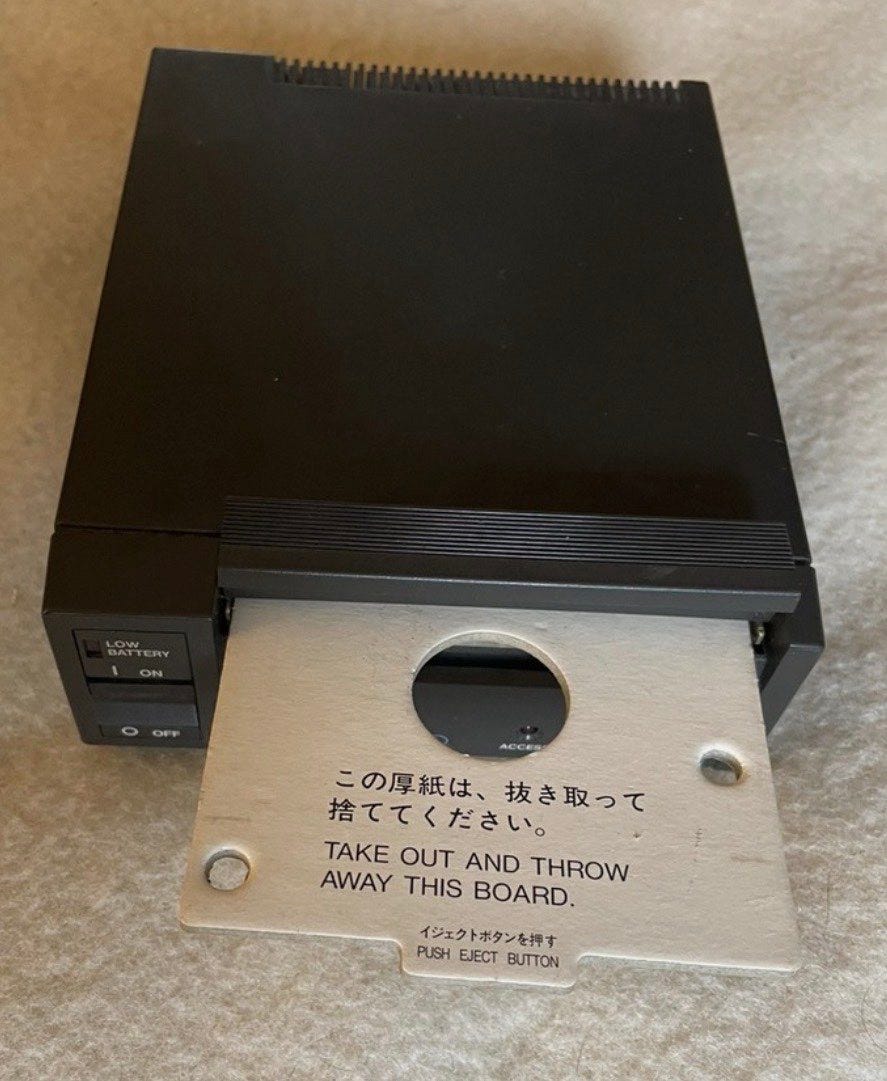 LOW
BATTERY
I ON
O OFF
ACCES
この厚紙は、抜き取って
捨ててください。
TAKE OUT AND THROW
AWAY THIS BOARD.
イジェクトボタンを押す
PUSH EJECT BUTTON